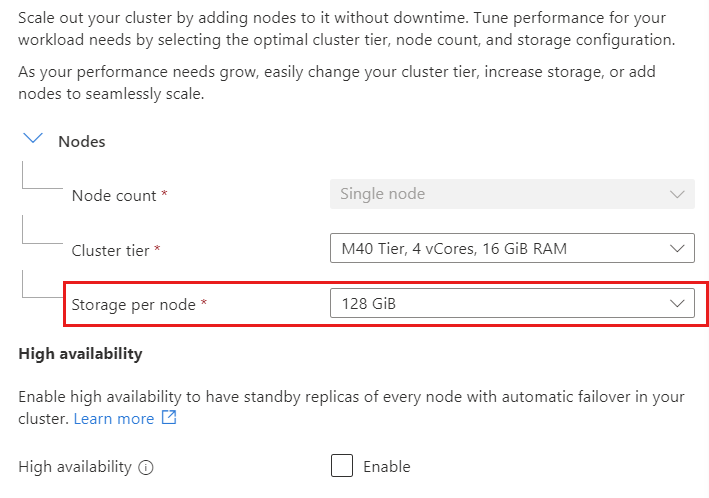 Scale out your cluster by adding nodes to it without downtime. Tune performance for your
workload needs by selecting the optimal cluster tier, node count, and storage configuration.
As your performance needs grow, easily change your cluster tier, increase storage, or add
nodes to seamlessly scale.
Nodes
Node count * Single node
Cluster tier * M40 Tier, 4 vCores, 16 GiB RAM
Storage per node * 128 GiB
High availability
Enable high availability to have standby replicas of every node with automatic failover in your
cluster. Learn more
High availability Enable